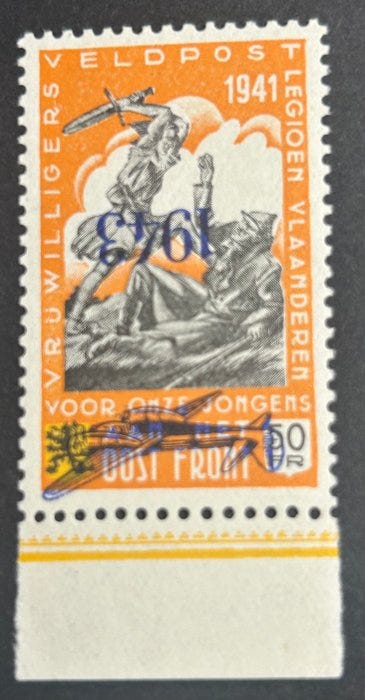 VELDPOST
VRIJWILLIGERS
LEGIOEN VLAANDEREN
1941
1943
VOOR ONZE JONGENS
AAN HET
OOST FRONT
50
FR